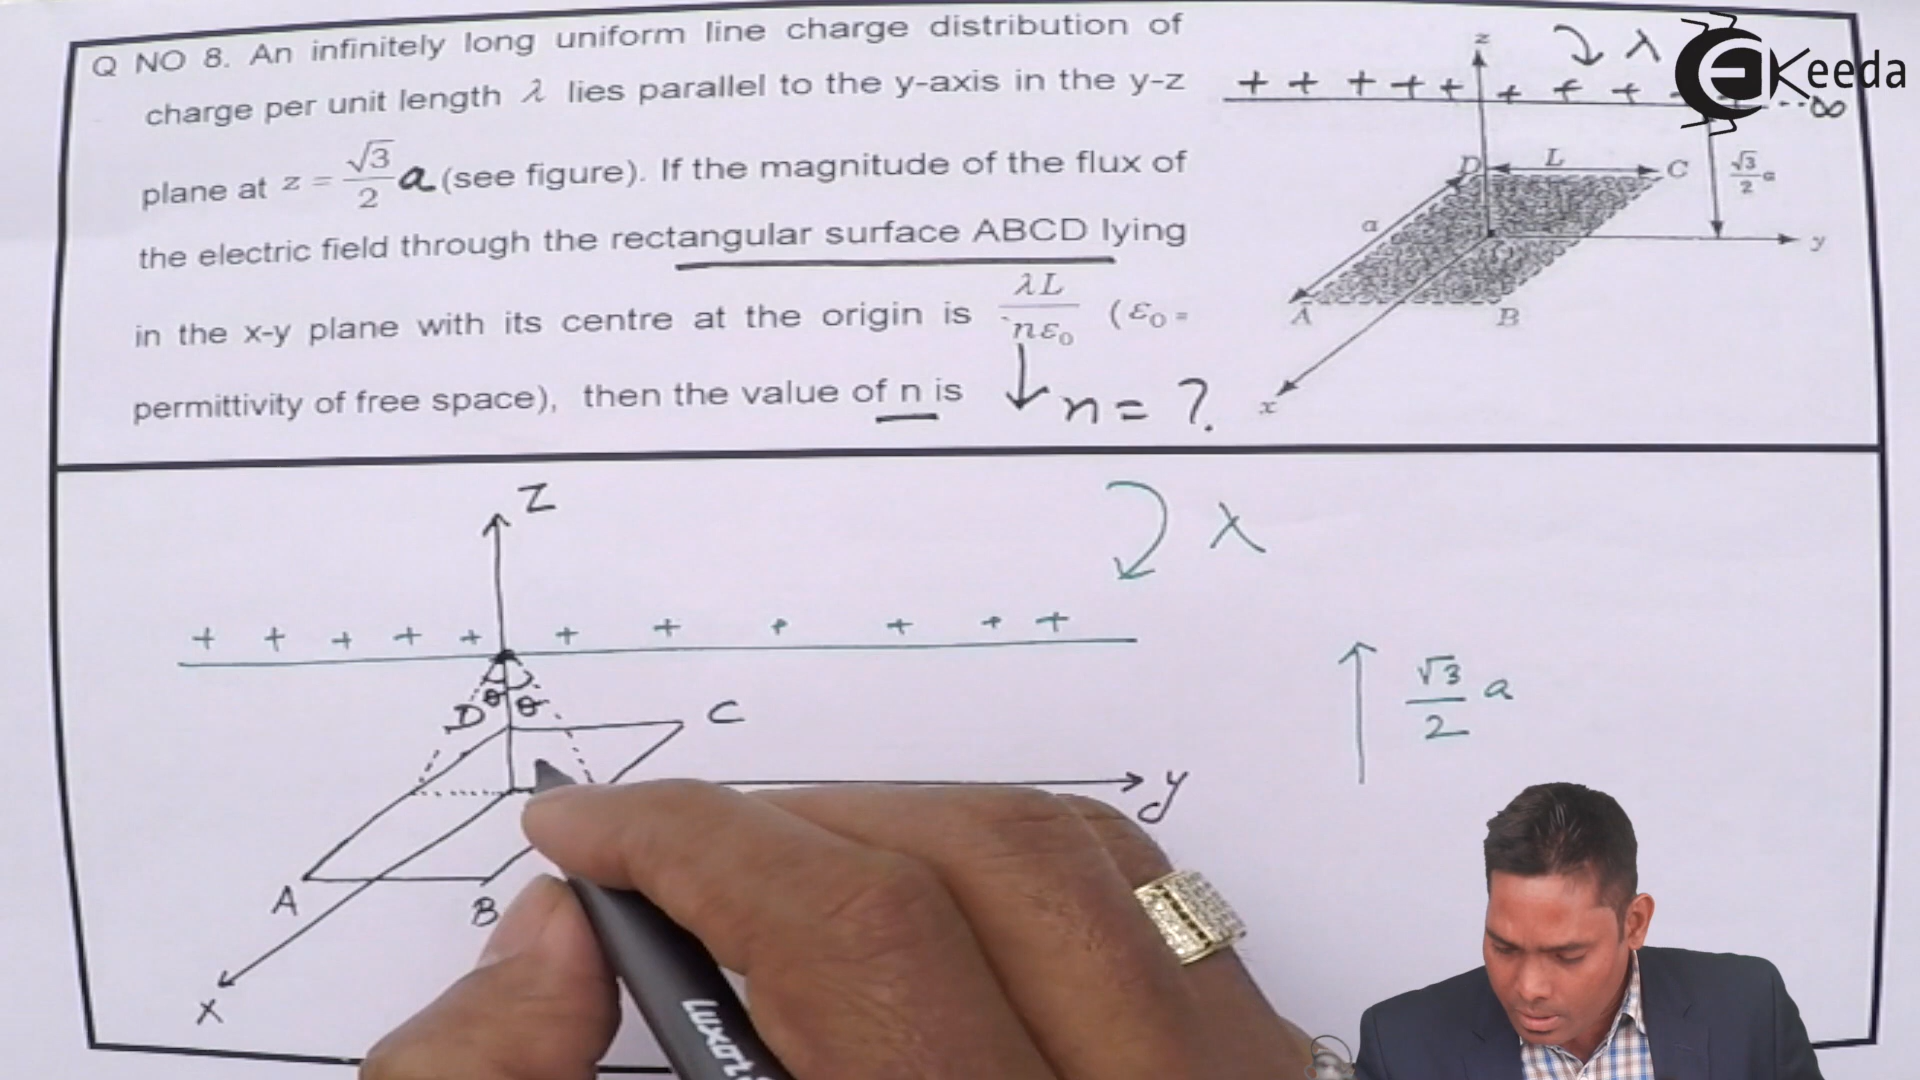 Q NO 8. An infinitely long uniform line charge distribution of
charge per unit length λ lies parallel to the y-axis in the y-z
plane at z = √3/2 a (see figure). If the magnitude of the flux of
the electric field through the rectangular surface ABCD lying
in the x-y plane with its centre at the origin is λL/nε₀ (ε₀ =
permittivity of free space), then the value of n is
n = ?
z
λ
+ + + + + + + + +
∞
Keeda
D L C
√3/2 a
a
y
A B
x
Z
λ
+ + + + + + + + + + +
θ θ
D C
√3/2 a
y
A
B
X
Luxor